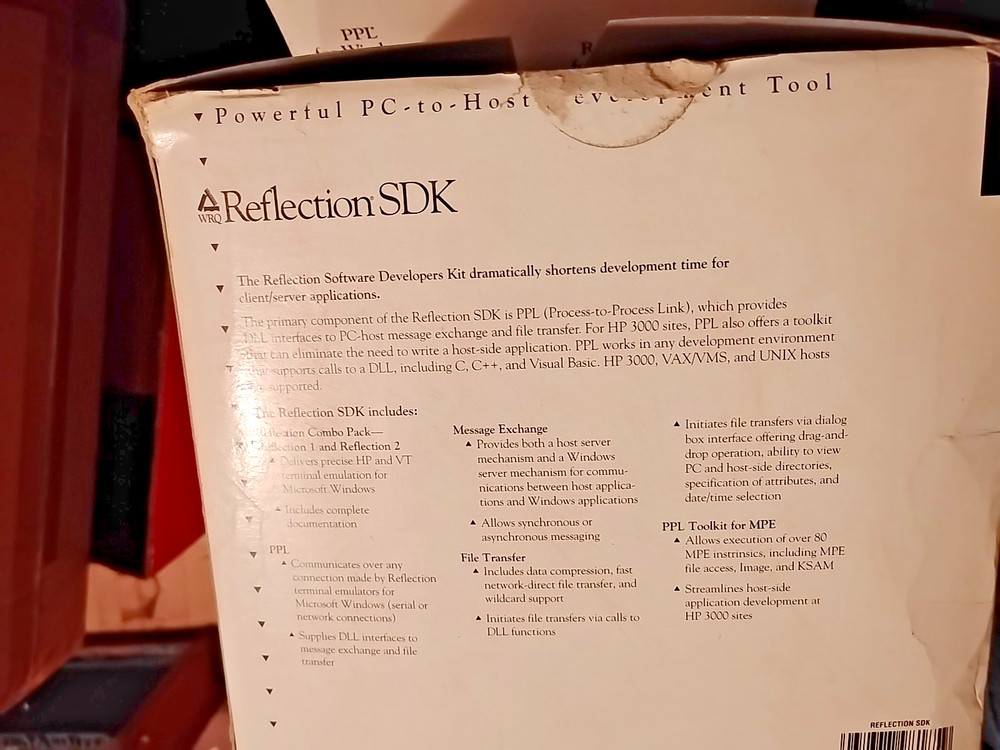 PPL
Powerful PC-to-Host Tool
WRQ
Reflection® SDK
The Reflection Software Developers Kit dramatically shortens development time for
client/server applications.
The primary component of the Reflection SDK is PPL (Process-to-Process Link), which provides
DLL interfaces to PC-host message exchange and file transfer. For HP 3000 sites, PPL also offers a toolkit
that can eliminate the need to write a host-side application. PPL works in any development environment
that supports calls to a DLL, including C, C++, and Visual Basic. HP 3000, VAX/VMS, and UNIX hosts
are supported.
The Reflection SDK includes:
Reflection Combo Pack—
Reflection 1 and Reflection 2
Delivers precise HP and VT
terminal emulation for
Microsoft Windows
Includes complete
documentation
PPL
Communicates over any
connection made by Reflection
terminal emulators for
Microsoft Windows (serial or
network connections)
Supplies DLL interfaces to
message exchange and file
transfer
Message Exchange
Provides both a host server
mechanism and a Windows
server mechanism for commu-
nications between host applica-
tions and Windows applications
Allows synchronous or
asynchronous messaging
File Transfer
Includes data compression, fast
network-direct file transfer, and
wildcard support
Initiates file transfers via calls to
DLL functions
Initiates file transfers via dialog
box interface offering drag-and-
drop operation, ability to view
PC and host-side directories,
specification of attributes, and
date/time selection
PPL Toolkit for MPE
Allows execution of over 80
MPE instrinsics, including MPE
file access, Image, and KSAM
Streamlines host-side
application development at
HP 3000 sites
REFLECTION SDK